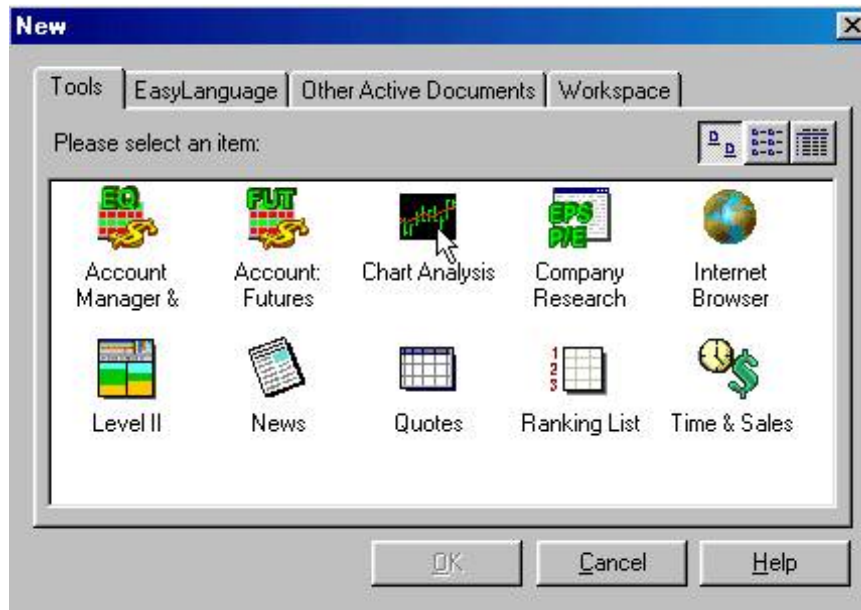 New
Tools EasyLanguage Other Active Documents Workspace
Please select an item:
EQ FUT EPS P/E
Account Manager &
Account: Futures
Chart Analysis
Company Research
Internet Browser
1
2
3
Level II
News
Quotes
Ranking List
Time & Sales
OK Cancel Help